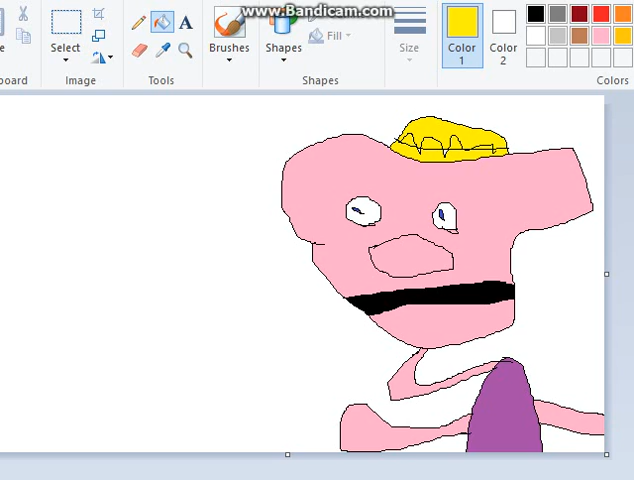 www.Bandicam.com
Select
Image
A
Tools
Brushes
Shapes
Fill
Shapes
Size
Color 1
Color 2
Colors